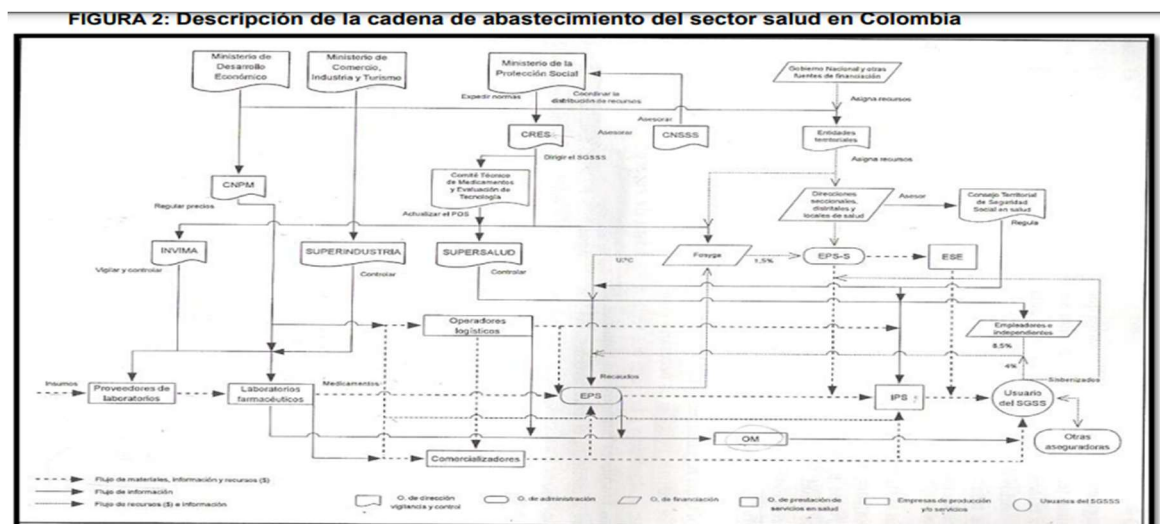 FIGURA 2: Descripción de la cadena de abastecimiento del sector salud en Colombia
Ministerio de
Desarrollo
Económico
Ministerio de
Comercio,
Industria y Turismo
Ministerio de la
Protección Social
Gobierno Nacional y otras
fuentes de financiación
Expedir normas
Coordinar la
distribución de recursos
Asigna recursos
Asesorar
CRES
Asesorar
CNSSS
Entidades
territoriales
Dirigir el SGSSS
Asigna recursos
CNPM
Comité Técnico
de Medicamentos
y Evaluación de
Tecnología
Direcciones
seccionales,
distritales y
locales de salud
Asesor
Consejo Territorial
de Seguridad
Social en salud
Regular precios
Actualizar el POS
Regula
INVIMA
SUPERINDUSTRIA
SUPERSALUD
Fosyga
1,5%
EPS-S
ESE
Vigilar y controlar
Controlar
Controlar
Operadores
logísticos
Empleadores e
independientes
8,5%
4%
Insumos
Proveedores de
laboratorios
Laboratorios
farmacéuticos
Medicamentos
Recaudos
EPS
IPS
Usuario
del SGSS
Sisbenizados
OM
Otras
aseguradoras
Comercializadores
Flujo de materiales, información y recursos ($)
Flujo de información
Flujo de recursos ($) e información
O. de dirección
vigilancia y control
O. de administración
O. de financiación
O. de prestación de
servicios en salud
Empresas de producción
y/o servicios
Usuarios del SGSSS